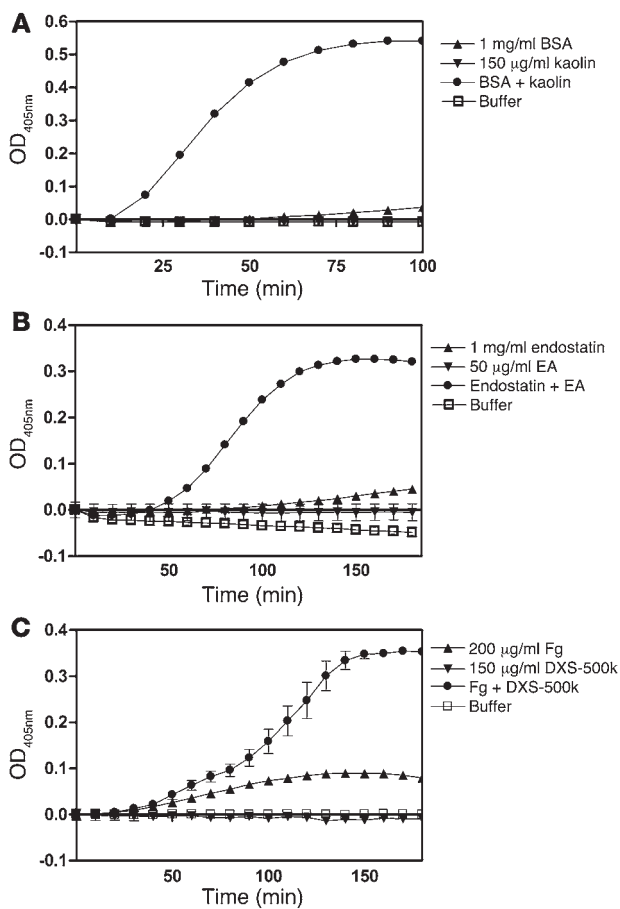 A
0.6
0.5
0.4
0.3
0.2
0.1
0.0
-0.1
OD405nm
25
50
75
100
Time (min)
1 mg/ml BSA
150 µg/ml kaolin
BSA + kaolin
Buffer
B
0.4
0.3
0.2
0.1
0.0
-0.1
OD405nm
50
100
150
Time (min)
1 mg/ml endostatin
50 µg/ml EA
Endostatin + EA
Buffer
C
0.4
0.3
0.2
0.1
0.0
-0.1
OD405nm
50
100
150
Time (min)
200 µg/ml Fg
150 µg/ml DXS-500k
Fg + DXS-500k
Buffer